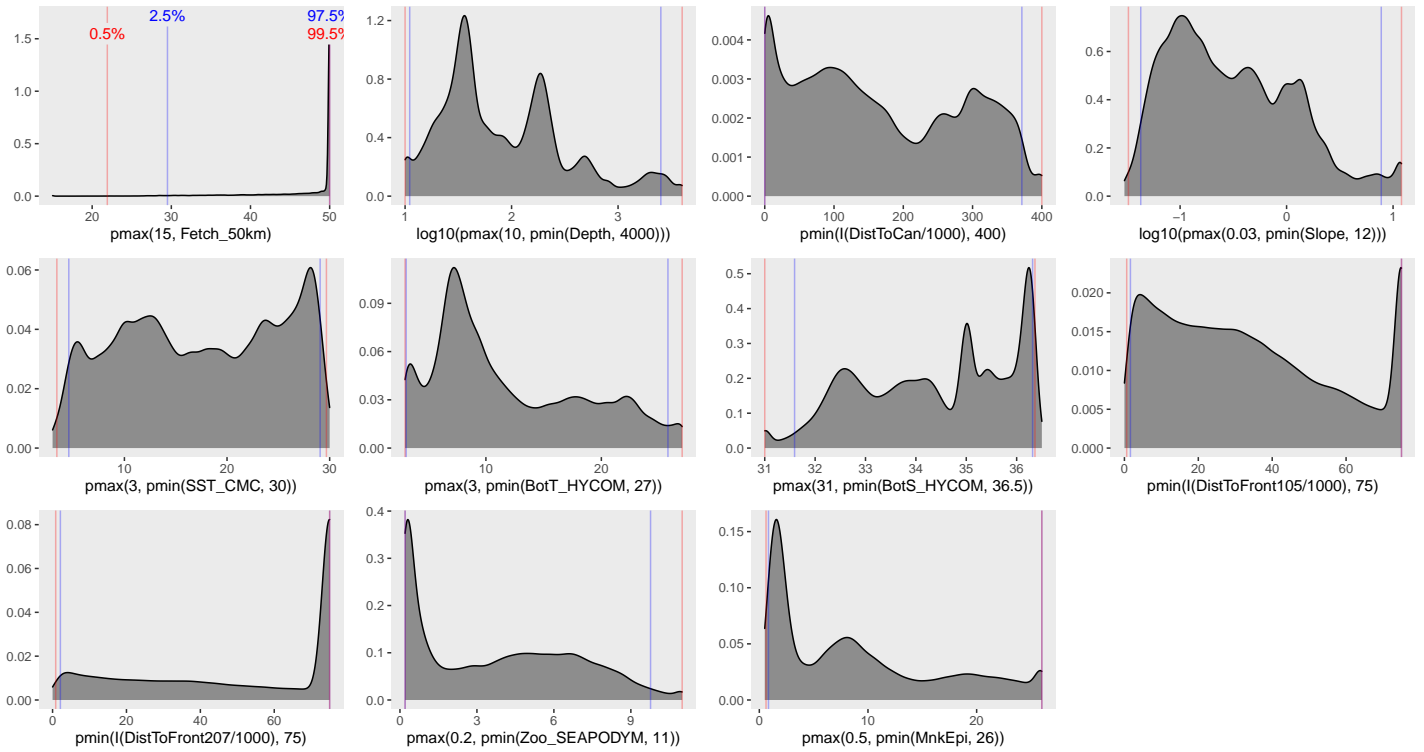 2.5% 97.5%
0.5% 99.5%
1.5
1.0
0.5
0.0
20 30 40 50
pmax(15, Fetch_50km)
1.2
0.8
0.4
0.0
1 2 3
log10(pmax(10, pmin(Depth, 4000)))
0.004
0.003
0.002
0.001
0.000
0 100 200 300 400
pmin(I(DistToCan/1000), 400)
0.6
0.4
0.2
0.0
−1 0 1
log10(pmax(0.03, pmin(Slope, 12)))
0.06
0.04
0.02
0.00
10 20 30
pmax(3, pmin(SST_CMC, 30))
0.09
0.06
0.03
0.00
10 20
pmax(3, pmin(BotT_HYCOM, 27))
0.5
0.4
0.3
0.2
0.1
0.0
31 32 33 34 35 36
pmax(31, pmin(BotS_HYCOM, 36.5))
0.020
0.015
0.010
0.005
0.000
0 20 40 60
pmin(I(DistToFront105/1000), 75)
0.08
0.06
0.04
0.02
0.00
0 20 40 60
pmin(I(DistToFront207/1000), 75)
0.4
0.3
0.2
0.1
0.0
0 3 6 9
pmax(0.2, pmin(Zoo_SEAPODYM, 11))
0.15
0.10
0.05
0.00
0 10 20
pmax(0.5, pmin(MnkEpi, 26))